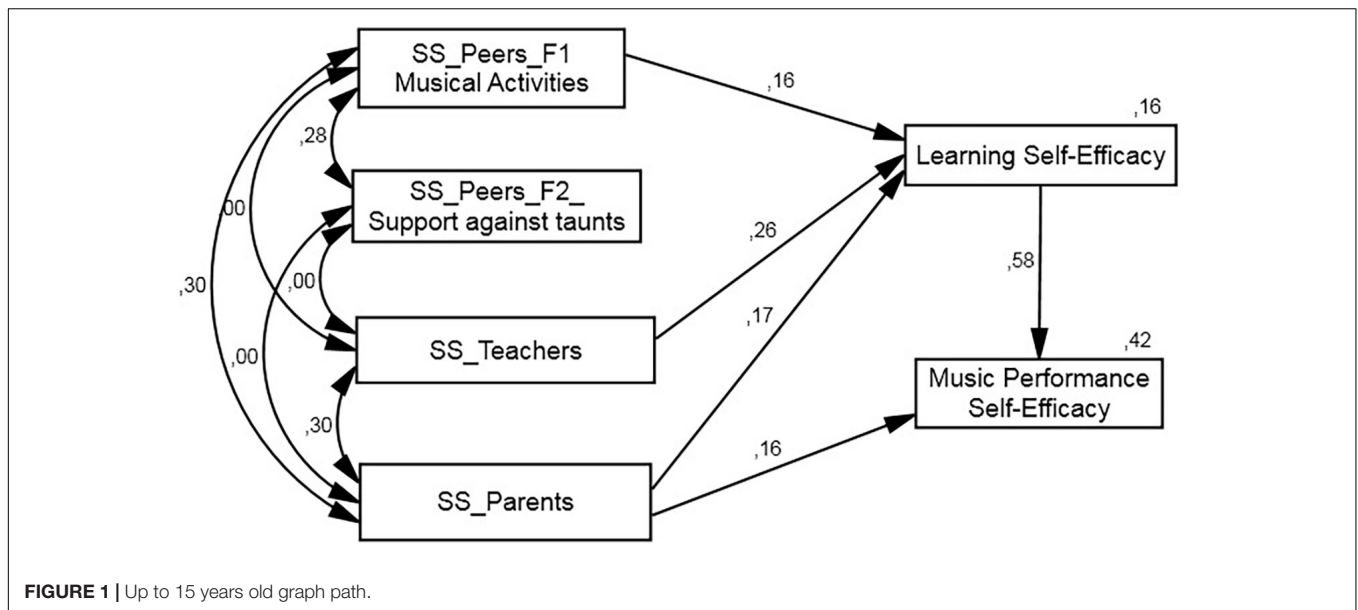 SS_Peers_F1
Musical Activities
,16
,16
Learning Self-Efficacy
,28
SS_Peers_F2_
Support against taunts
,00
,26
,58
,30
,00
,17
SS_Teachers
,00
,42
Music Performance
Self-Efficacy
,30
,16
SS_Parents
FIGURE 1 | Up to 15 years old graph path.